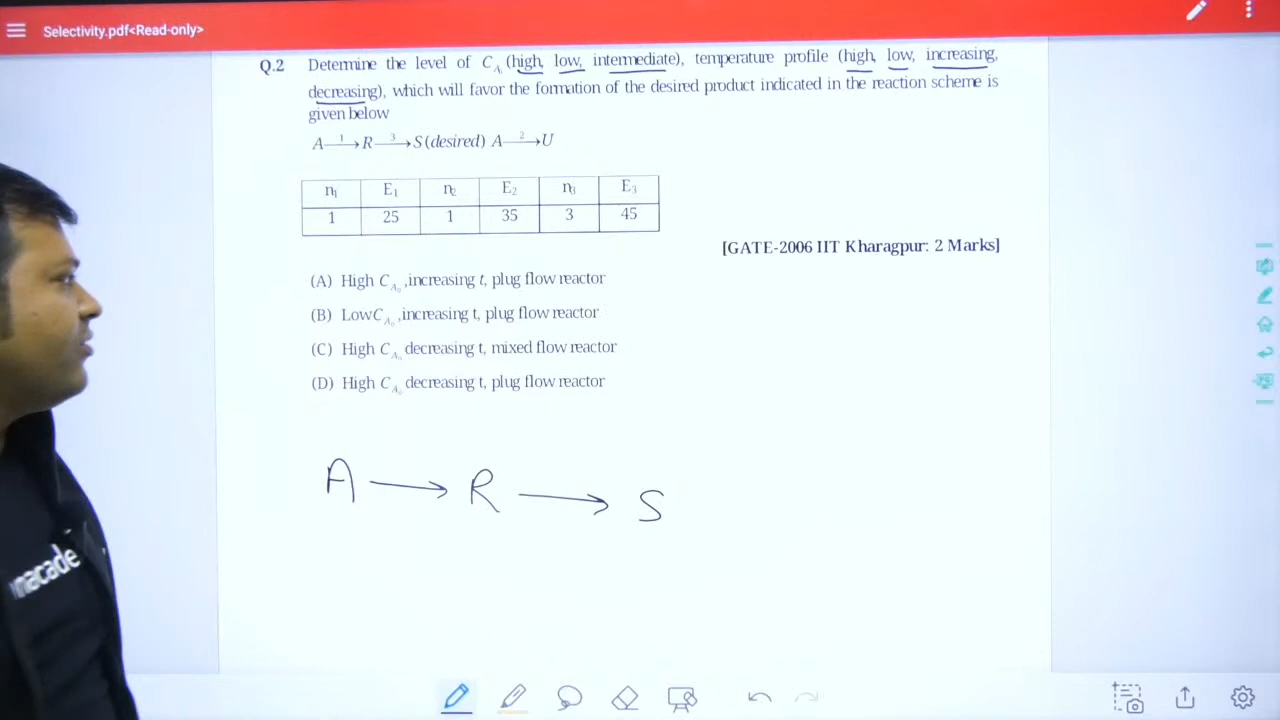 Selectivity.pdf<Read-only>
Q.2 Determine the level of C_A₀ (high, low, intermediate), temperature profile (high, low, increasing,
decreasing), which will favor the formation of the desired product indicated in the reaction scheme is
given below
A —1→ R —3→ S (desired) A —2→ U
n₁ E₁ n₂ E₂ n₃ E₃
1 25 1 35 3 45
[GATE-2006 IIT Kharagpur: 2 Marks]
(A) High C_A₀ ,increasing t, plug flow reactor
(B) Low C_A₀ ,increasing t, plug flow reactor
(C) High C_A₀ decreasing t, mixed flow reactor
(D) High C_A₀ decreasing t, plug flow reactor
A → R → S
nacade